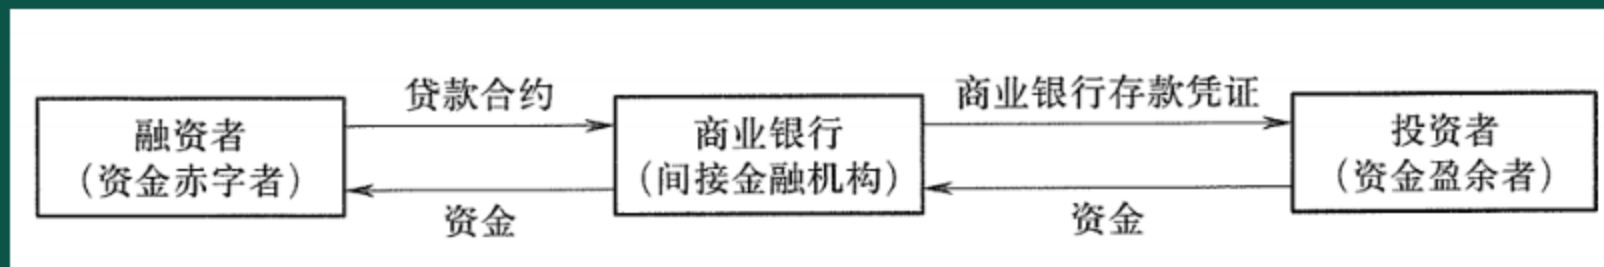 贷款合约
商业银行存款凭证
融资者
(资金赤字者)
商业银行
(间接金融机构)
投资者
(资金盈余者)
资金
资金